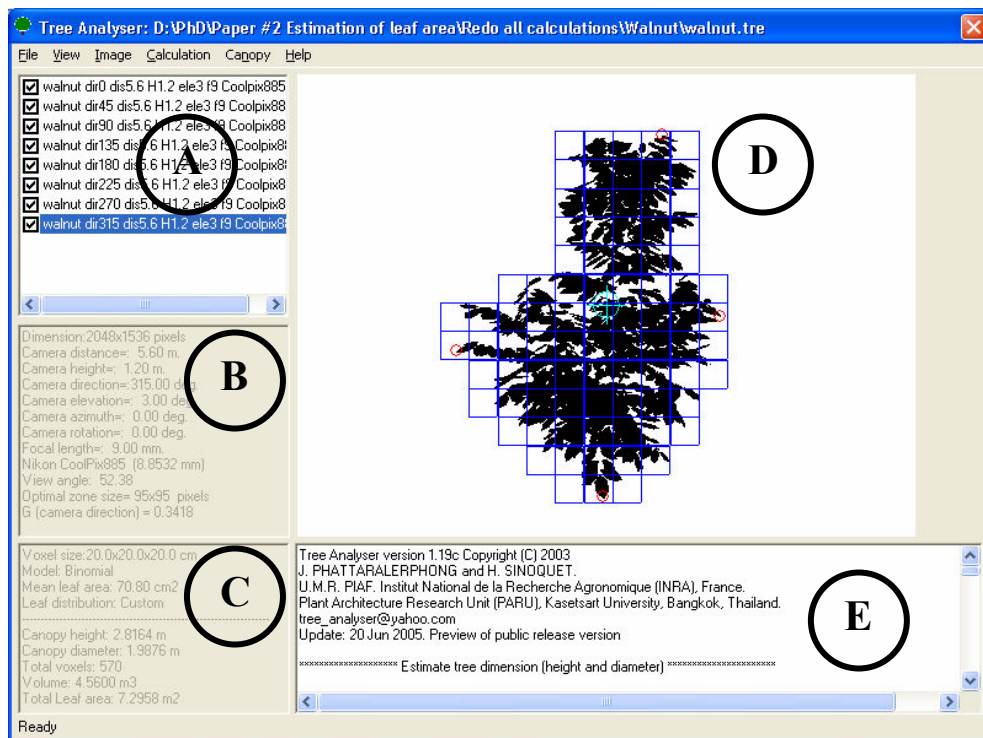 Tree Analyser: D:\PhD\Paper #2 Estimation of leaf area\Redo all calculations\Walnut\walnut.tre
File View Image Calculation Canopy Help
walnut dir0 dis5.6 H1.2 ele3 f9 Coolpix885
walnut dir45 dis5.6 H1.2 ele3 f9 Coolpix88
walnut dir90 dis5.6 H1.2 ele3 f9 Coolpix88
walnut dir135 dis5.6 H1.2 ele3 f9 Coolpix8
walnut dir180 dis5.6 H1.2 ele3 f9 Coolpix8
walnut dir225 dis5.6 H1.2 ele3 f9 Coolpix8
walnut dir270 dis5.6 H1.2 ele3 f9 Coolpix8
walnut dir315 dis5.6 H1.2 ele3 f9 Coolpix8
A
D
Dimension:2048x1536 pixels
Camera distance=: 5.60 m.
Camera height=: 1.20 m.
Camera direction=:315.00 deg.
Camera elevation=: 3.00 deg.
Camera azimuth=: 0.00 deg.
Camera rotation=: 0.00 deg.
Focal length=: 9.00 mm.
Nikon CoolPix885 (8.8532 mm)
View angle: 52.38
Optimal zone size= 95x95 pixels
G (camera direction) = 0.3418
B
Voxel size:20.0x20.0x20.0 cm
Model: Binomial
Mean leaf area: 70.80 cm2
Leaf distribution: Custom
Canopy height: 2.8164 m
Canopy diameter: 1.9876 m
Total voxels: 570
Volume: 4.5600 m3
Total Leaf area: 7.2958 m2
C
Tree Analyser version 1.19c Copyright (C) 2003
J. PHATTARALERPHONG and H. SINOQUET.
U.M.R. PIAF. Institut National de la Recherche Agronomique (INRA), France.
Plant Architecture Research Unit (PARU), Kasetsart University, Bangkok, Thailand.
tree_analyser@yahoo.com
Update: 20 Jun 2005. Preview of public release version
******************** Estimate tree dimension (height and diameter) **********************
E
Ready